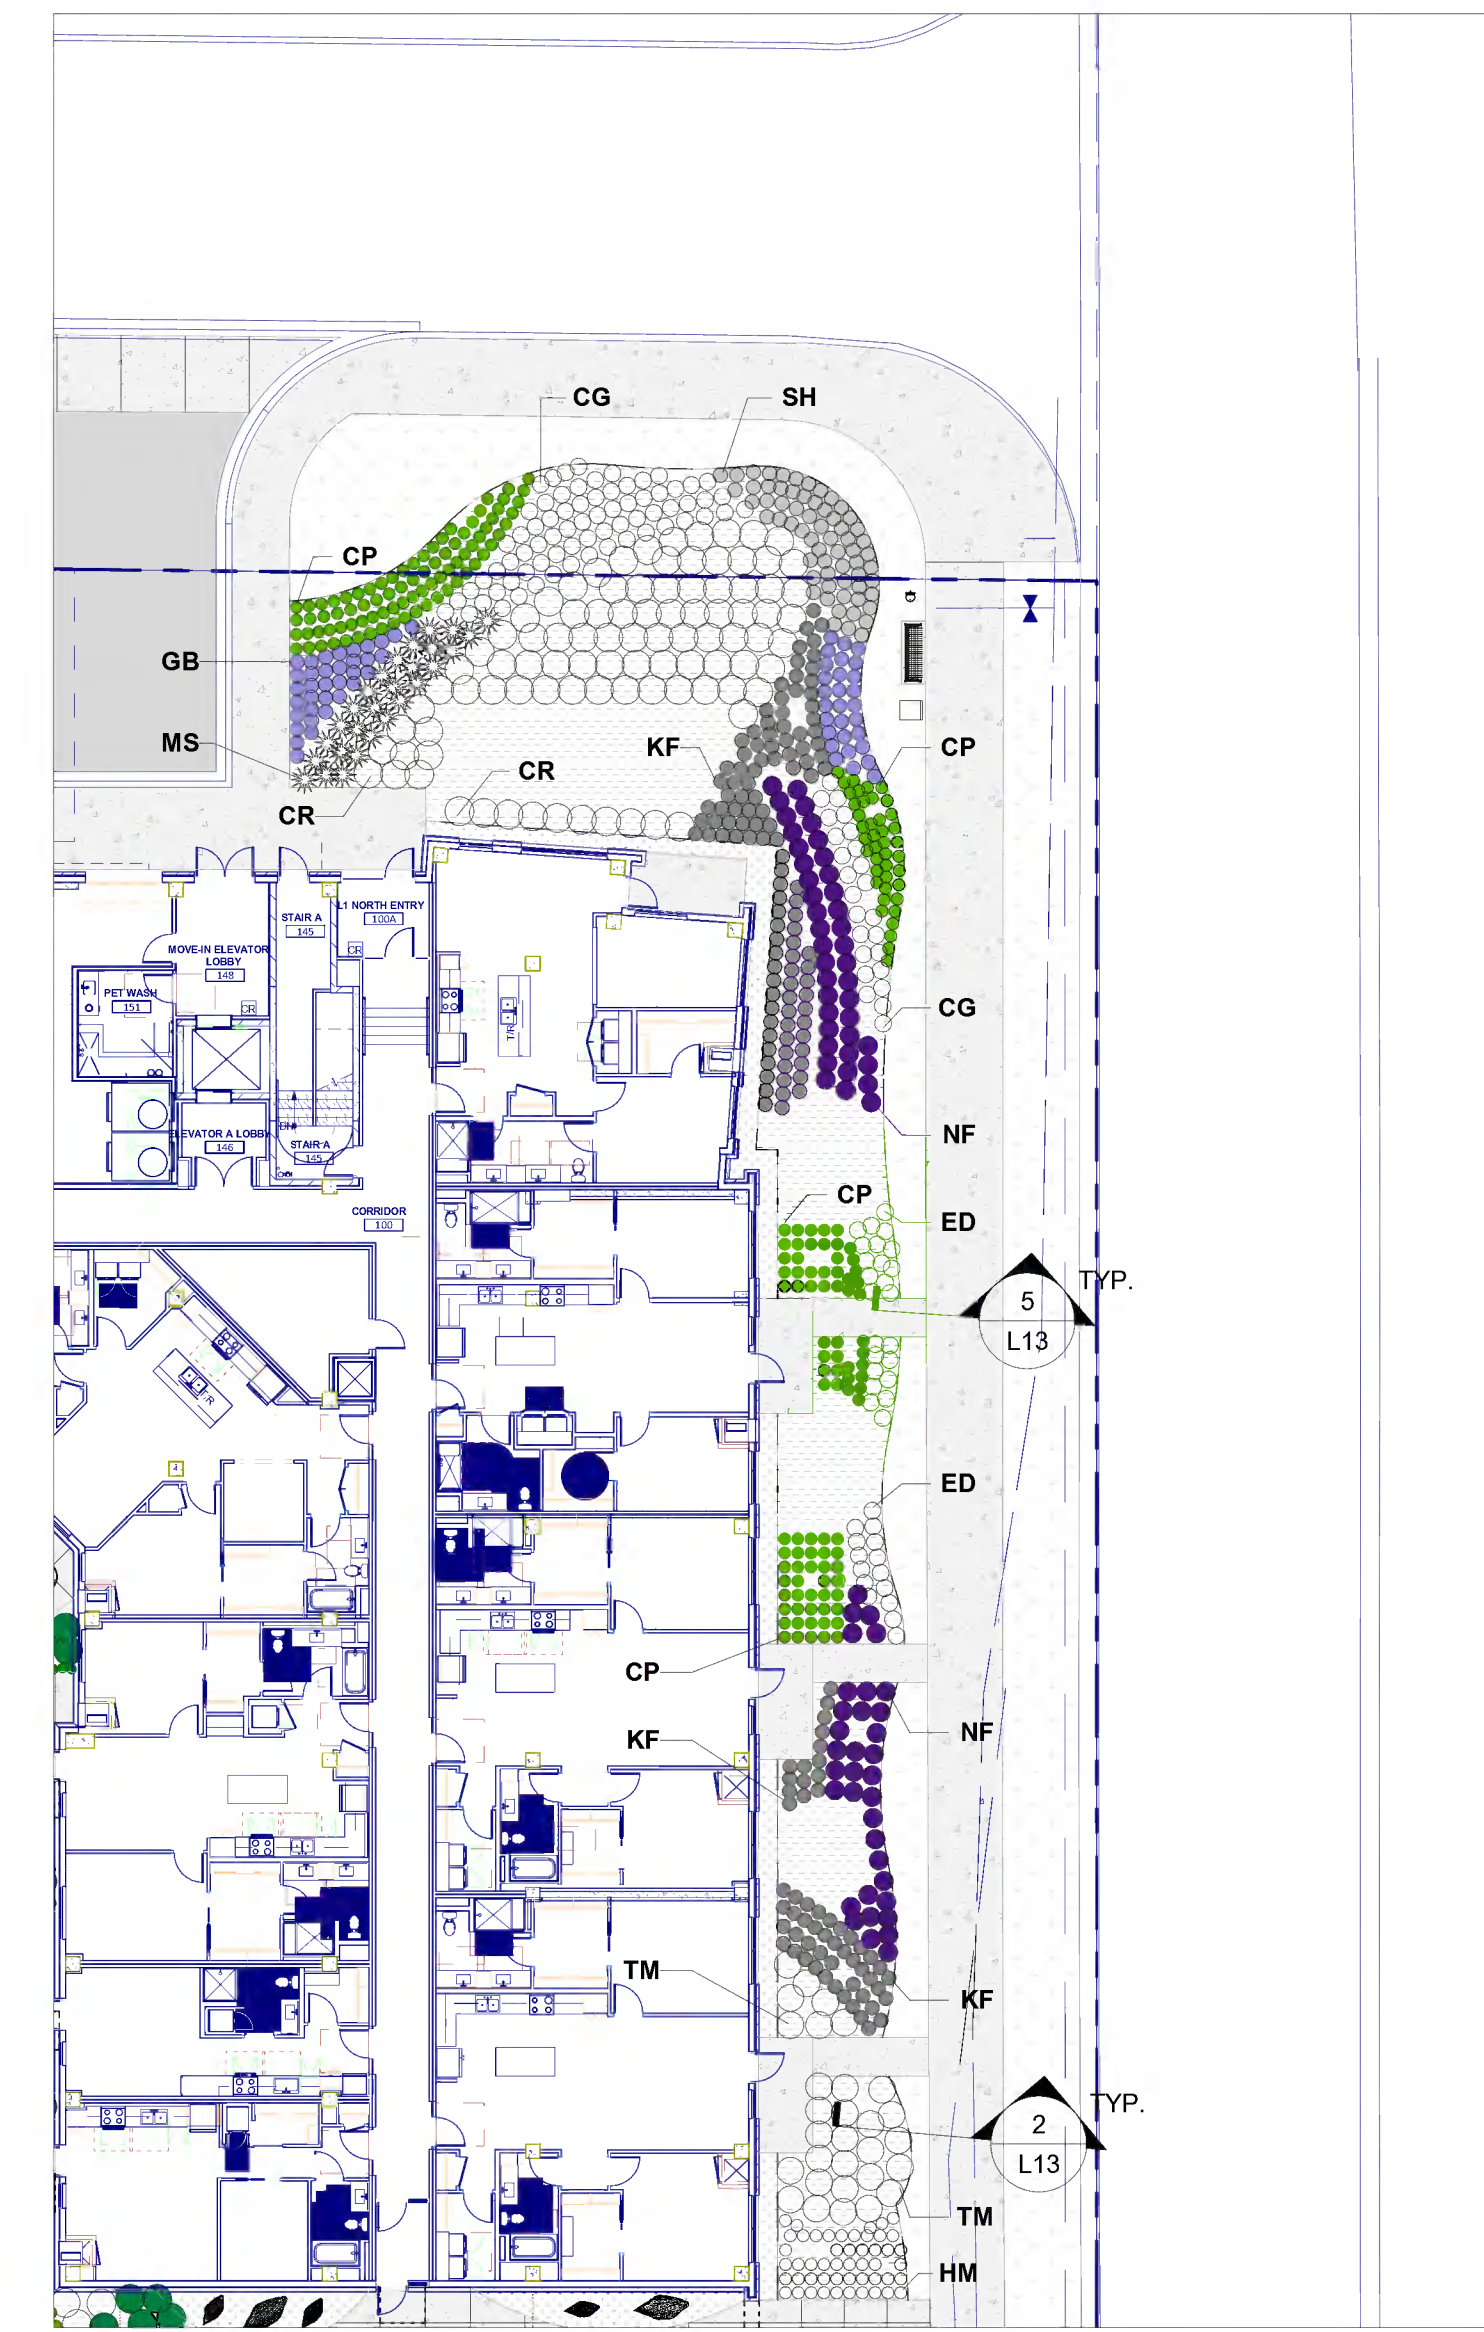 CG
SH
CP
GB
MS
KF
CP
CR
CR
STAIR A
145
L1 NORTH ENTRY
100A
CR
MOVE-IN ELEVATOR
LOBBY
148
PET WASH
151
CR
T/R
CG
DN
ELEVATOR A LOBBY
146
STAIR A
145
NF
CP
CORRIDOR
100
ED
TYP.
5
L13
T/R
ED
CP
NF
KF
TM
KF
TYP.
2
L13
TM
HM